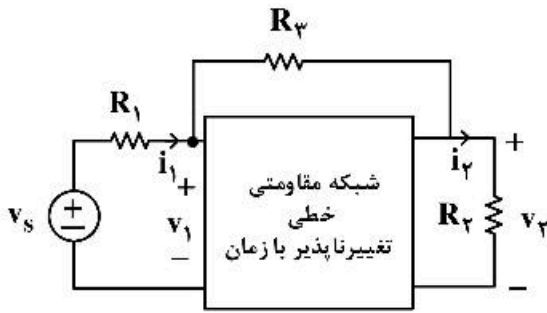 R۳
R۱
i۱
i۲
+
+
+
−
vs
v۱
−
شبکه مقاومتی
خطی
تغییرناپذیر با زمان
R۲
v۲
−